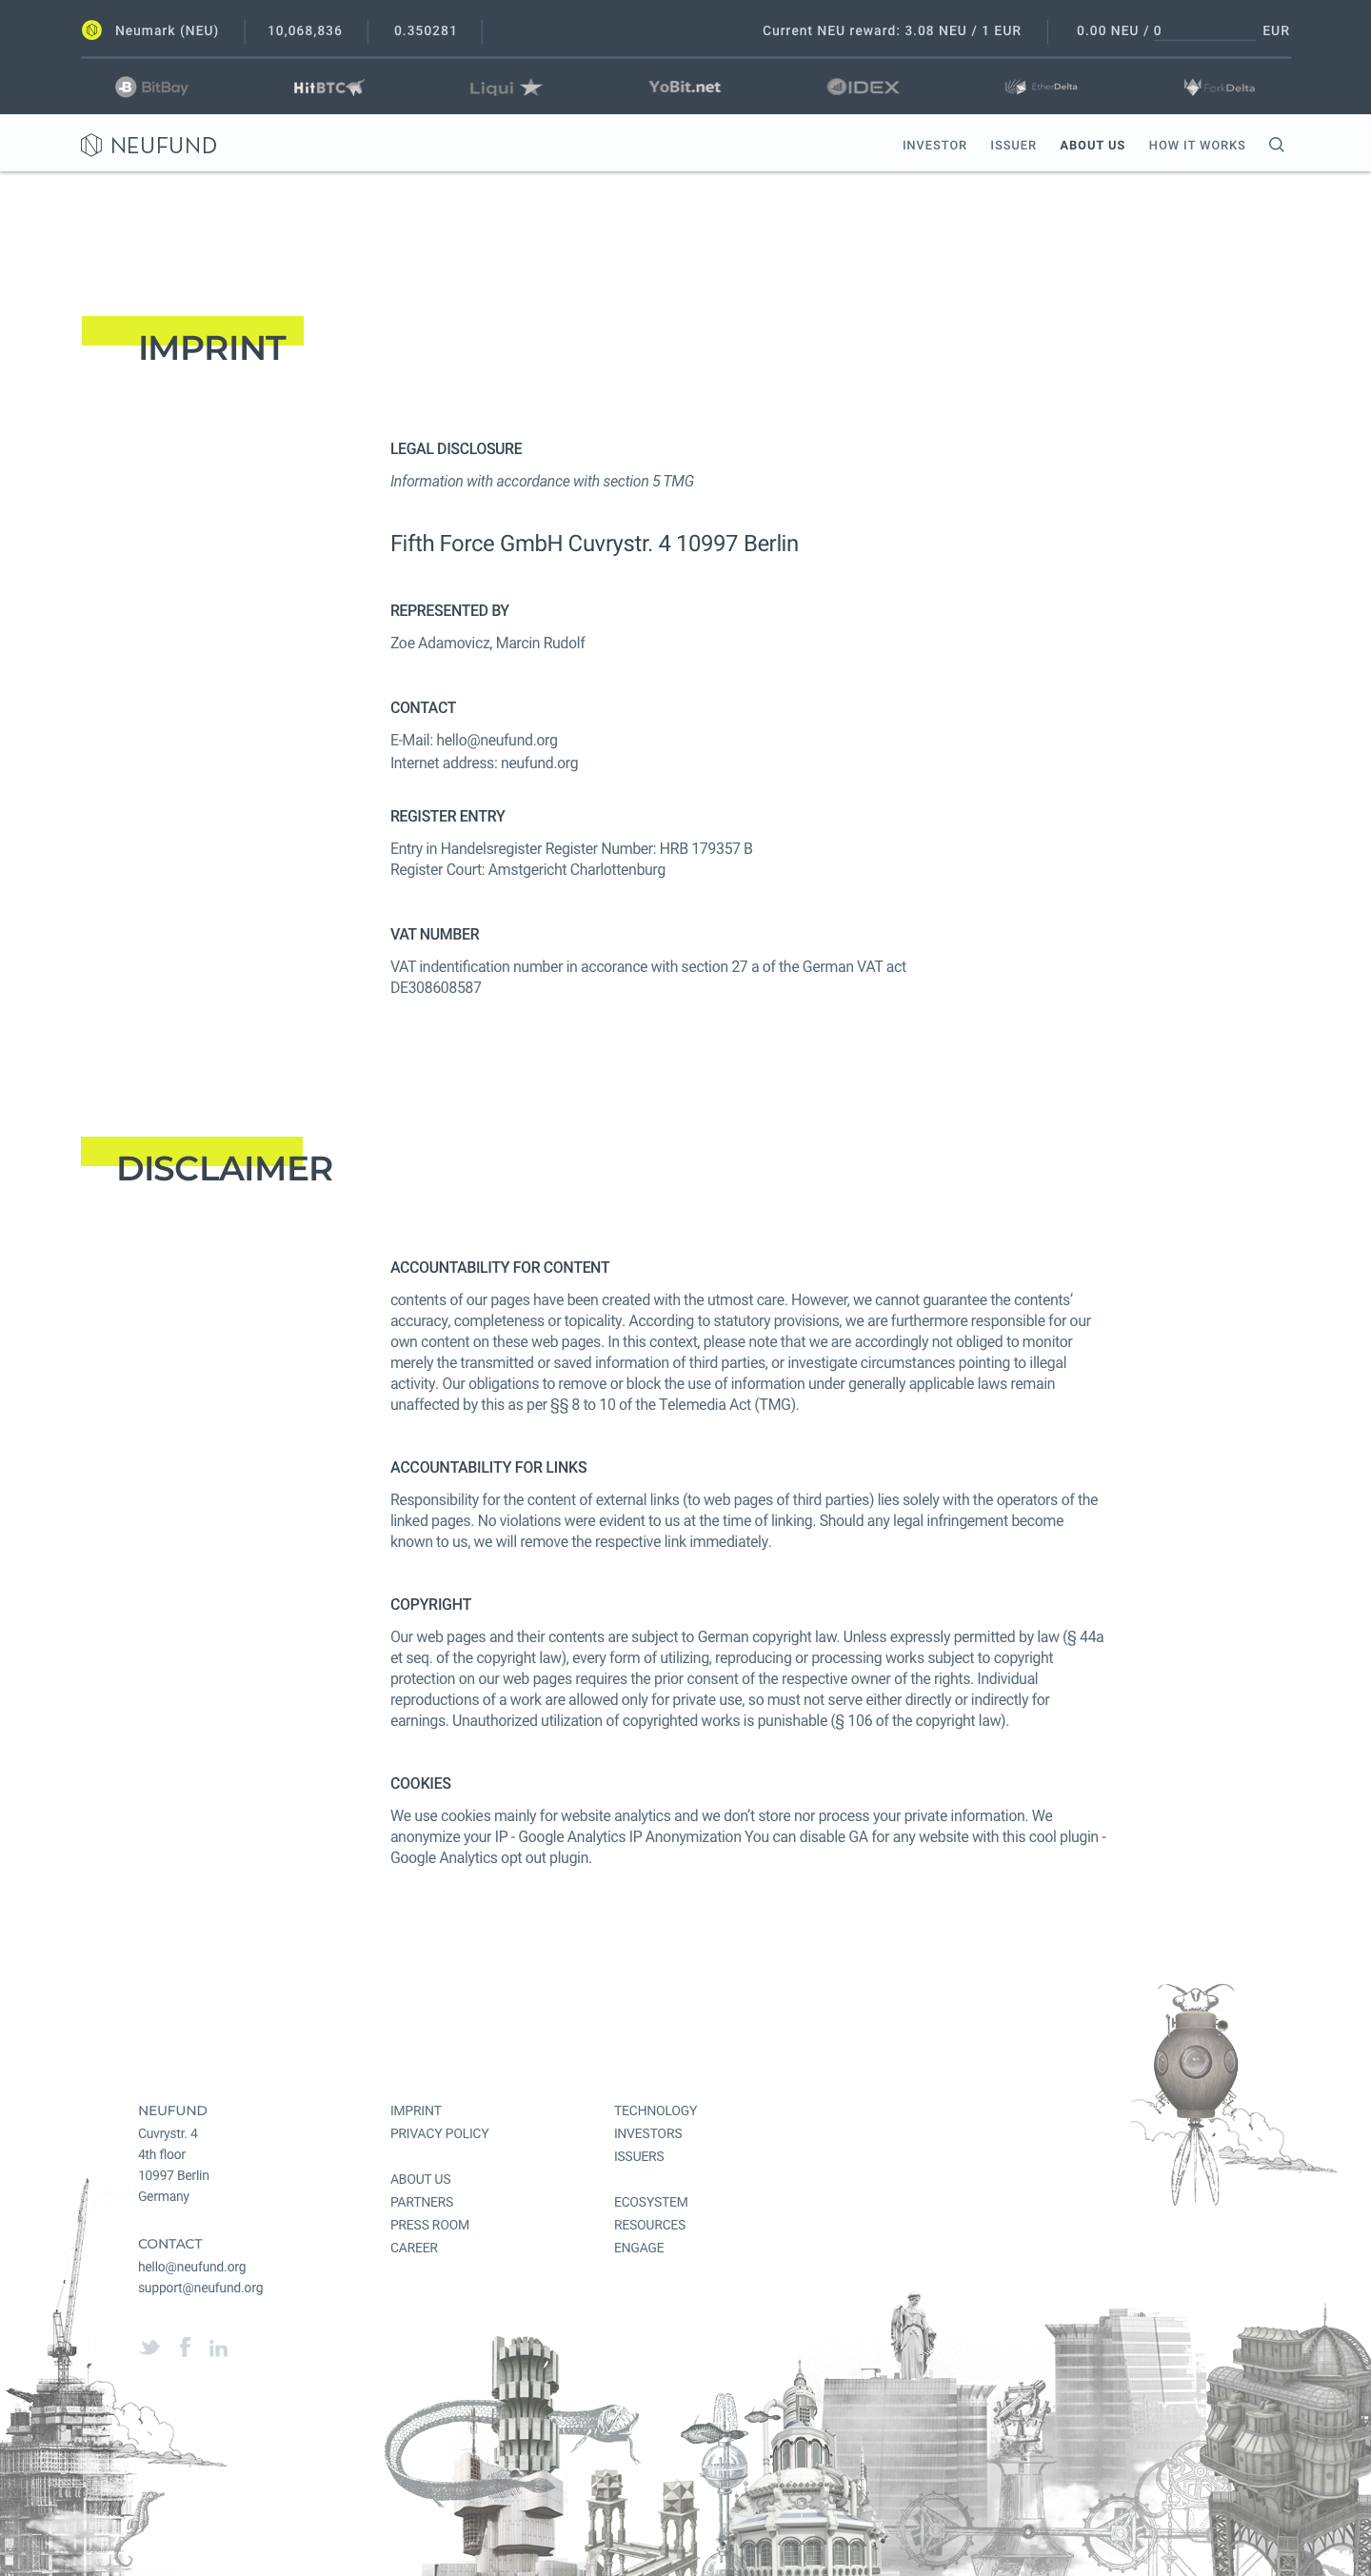 Neumark (NEU) 10,068,836 0.350281 Current NEU reward: 3.08 NEU / 1 EUR 0.00 NEU / 0 EUR
BitBay HitBTC Liqui YoBit.net IDEX EtherDelta ForkDelta
NEUFUND INVESTOR ISSUER ABOUT US HOW IT WORKS
IMPRINT
LEGAL DISCLOSURE
Information with accordance with section 5 TMG
Fifth Force GmbH Cuvrystr. 4 10997 Berlin
REPRESENTED BY
Zoe Adamovicz, Marcin Rudolf
CONTACT
E-Mail: hello@neufund.org
Internet address: neufund.org
REGISTER ENTRY
Entry in Handelsregister Register Number: HRB 179357 B
Register Court: Amstgericht Charlottenburg
VAT NUMBER
VAT indentification number in accorance with section 27 a of the German VAT act
DE308608587
DISCLAIMER
ACCOUNTABILITY FOR CONTENT
contents of our pages have been created with the utmost care. However, we cannot guarantee the contents’
accuracy, completeness or topicality. According to statutory provisions, we are furthermore responsible for our
own content on these web pages. In this context, please note that we are accordingly not obliged to monitor
merely the transmitted or saved information of third parties, or investigate circumstances pointing to illegal
activity. Our obligations to remove or block the use of information under generally applicable laws remain
unaffected by this as per §§ 8 to 10 of the Telemedia Act (TMG).
ACCOUNTABILITY FOR LINKS
Responsibility for the content of external links (to web pages of third parties) lies solely with the operators of the
linked pages. No violations were evident to us at the time of linking. Should any legal infringement become
known to us, we will remove the respective link immediately.
COPYRIGHT
Our web pages and their contents are subject to German copyright law. Unless expressly permitted by law (§ 44a
et seq. of the copyright law), every form of utilizing, reproducing or processing works subject to copyright
protection on our web pages requires the prior consent of the respective owner of the rights. Individual
reproductions of a work are allowed only for private use, so must not serve either directly or indirectly for
earnings. Unauthorized utilization of copyrighted works is punishable (§ 106 of the copyright law).
COOKIES
We use cookies mainly for website analytics and we don’t store nor process your private information. We
anonymize your IP - Google Analytics IP Anonymization You can disable GA for any website with this cool plugin -
Google Analytics opt out plugin.
NEUFUND
Cuvrystr. 4
4th floor
10997 Berlin
Germany
CONTACT
hello@neufund.org
support@neufund.org
IMPRINT
PRIVACY POLICY
ABOUT US
PARTNERS
PRESS ROOM
CAREER
TECHNOLOGY
INVESTORS
ISSUERS
ECOSYSTEM
RESOURCES
ENGAGE